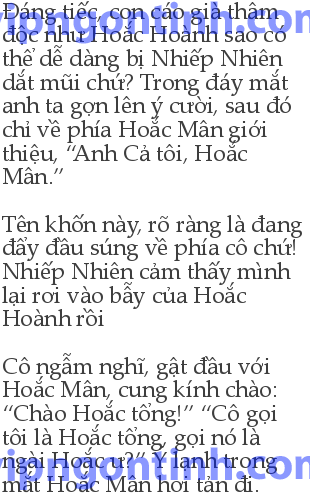 Đáng tiếc, con cáo già thâm
độc như Hoắc Hoành sao có
thể dễ dàng bị Nhiếp Nhiên
dắt mũi chứ? Trong đáy mắt
anh ta gợn lên ý cười, sau đó
chỉ về phía Hoắc Mân giới
thiệu, “Anh Cả tôi, Hoắc
Mân.”
Tên khốn này, rõ ràng là đang
đẩy đầu súng về phía cô chứ!
Nhiếp Nhiên cảm thấy mình
lại rơi vào bẫy của Hoắc
Hoành rồi
Cô ngẫm nghĩ, gật đầu với
Hoắc Mân, cung kính chào:
“Chào Hoắc tổng!” “Cô gọi
tôi là Hoắc tổng, gọi nó là
ngài Hoắc ư?” Ý lạnh trong
mắt Hoắc Mân hơi tản đi.